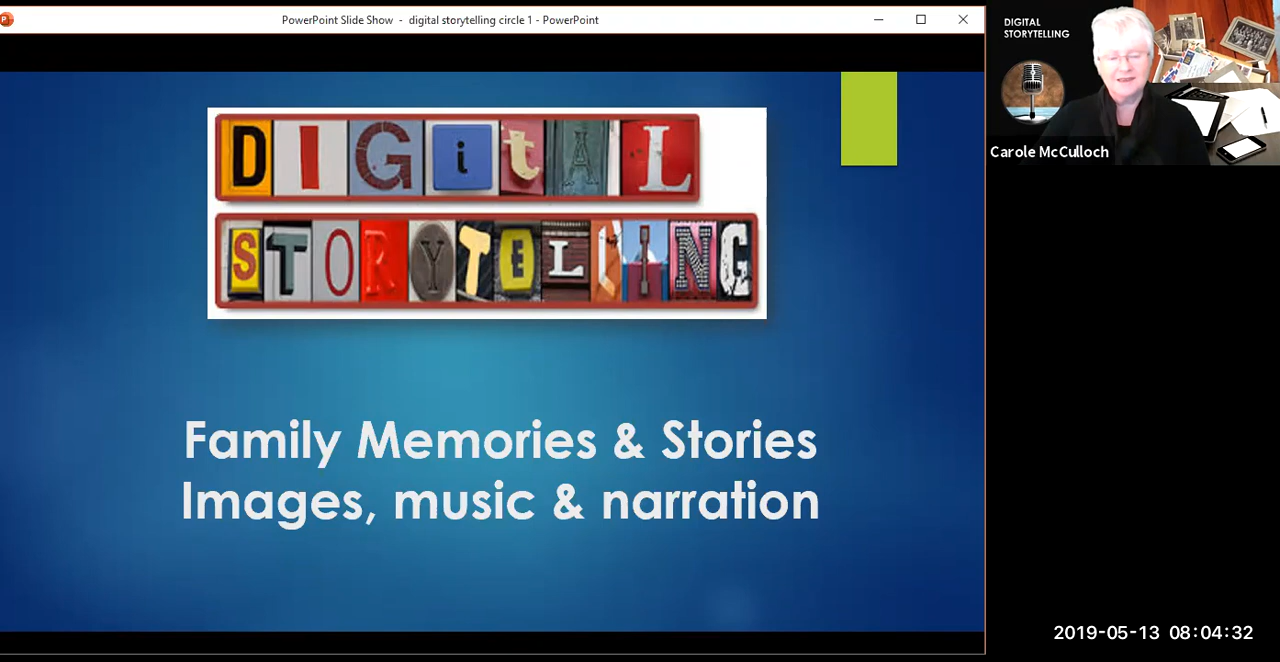 PowerPoint Slide Show - digital storytelling circle 1 - PowerPoint
DIGitAL
STORYTELLING
Family Memories & Stories
Images, music & narration
DIGITAL
STORYTELLING
Carole McCulloch
2019-05-13 08:04:32